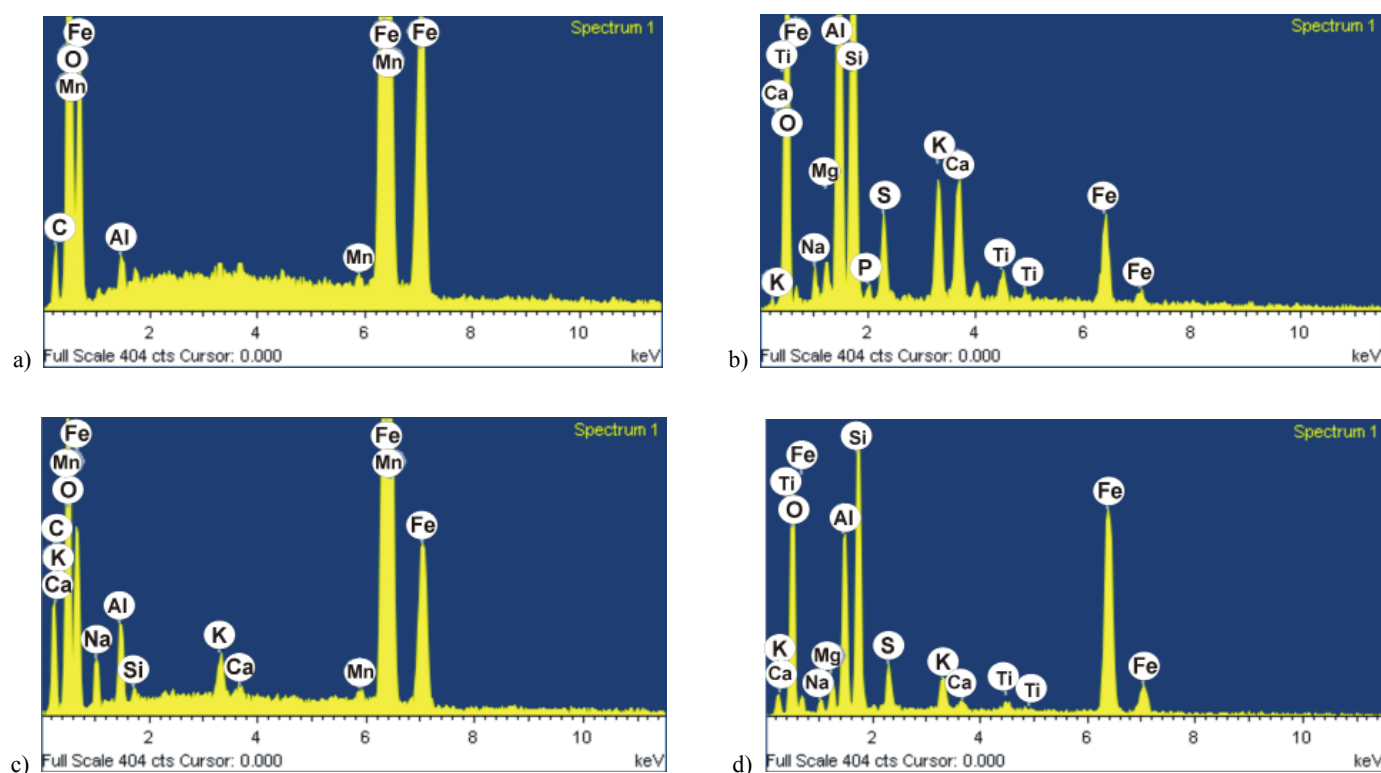 Spectrum 1
Fe
O
Mn
C
Al
Mn
Fe
Mn
Fe
2 4 6 8 10
Full Scale 404 cts Cursor: 0.000 keV
a)
Spectrum 1
Fe
Ti
Ca
O
K
Mg
Na
Al
Si
P
S
K
Ca
Ti
Ti
Fe
Fe
2 4 6 8 10
Full Scale 404 cts Cursor: 0.000 keV
b)
Spectrum 1
Fe
Mn
O
C
K
Ca
Na
Al
Si
K
Ca
Mn
Fe
Mn
Fe
2 4 6 8 10
Full Scale 404 cts Cursor: 0.000 keV
c)
Spectrum 1
Fe
Ti
O
K
Ca
Mg
Na
Al
Si
S
K
Ca
Ti
Ti
Fe
Fe
2 4 6 8 10
Full Scale 404 cts Cursor: 0.000 keV
d)